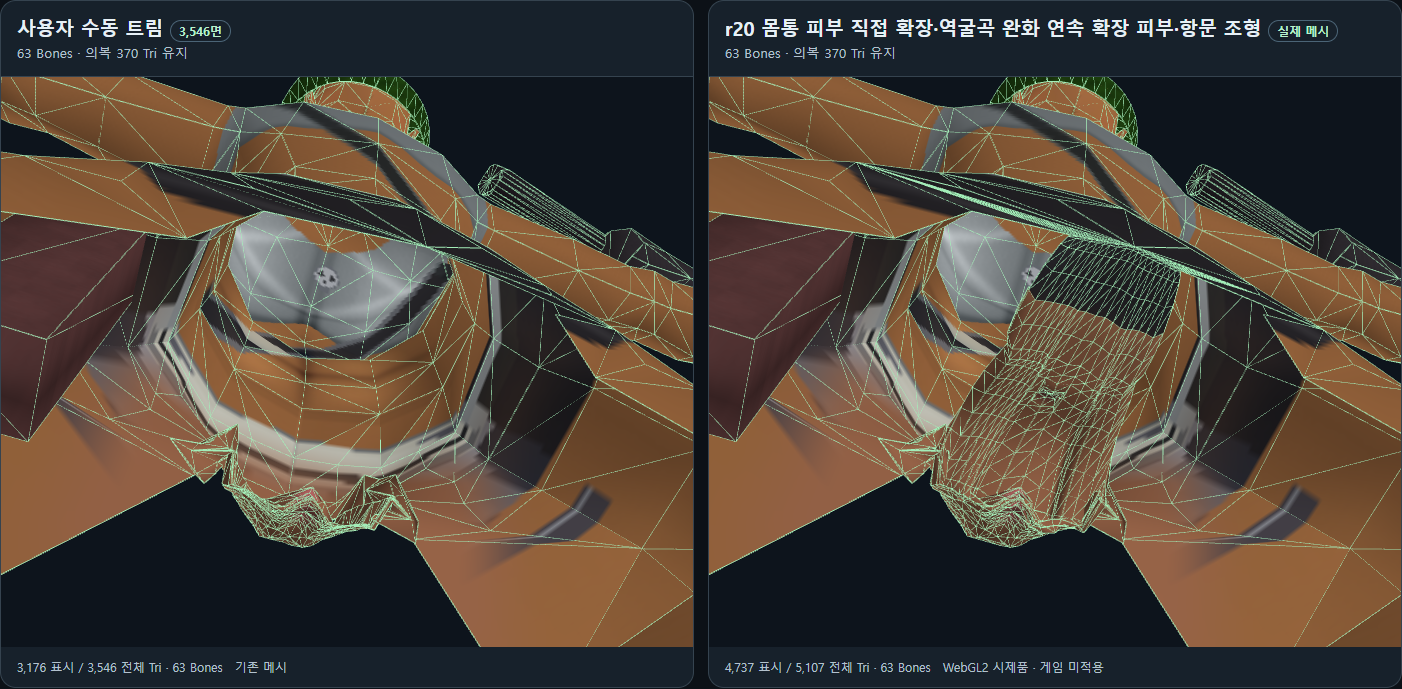 사용자 수동 트림 3,546면
63 Bones · 의복 370 Tri 유지
3,176 표시 / 3,546 전체 Tri · 63 Bones 기존 메시
r20 몸통 피부 직접 확장·역굴곡 완화 연속 확장 피부·항문 조형 실제 메시
63 Bones · 의복 370 Tri 유지
4,737 표시 / 5,107 전체 Tri · 63 Bones WebGL2 시제품 · 게임 미적용